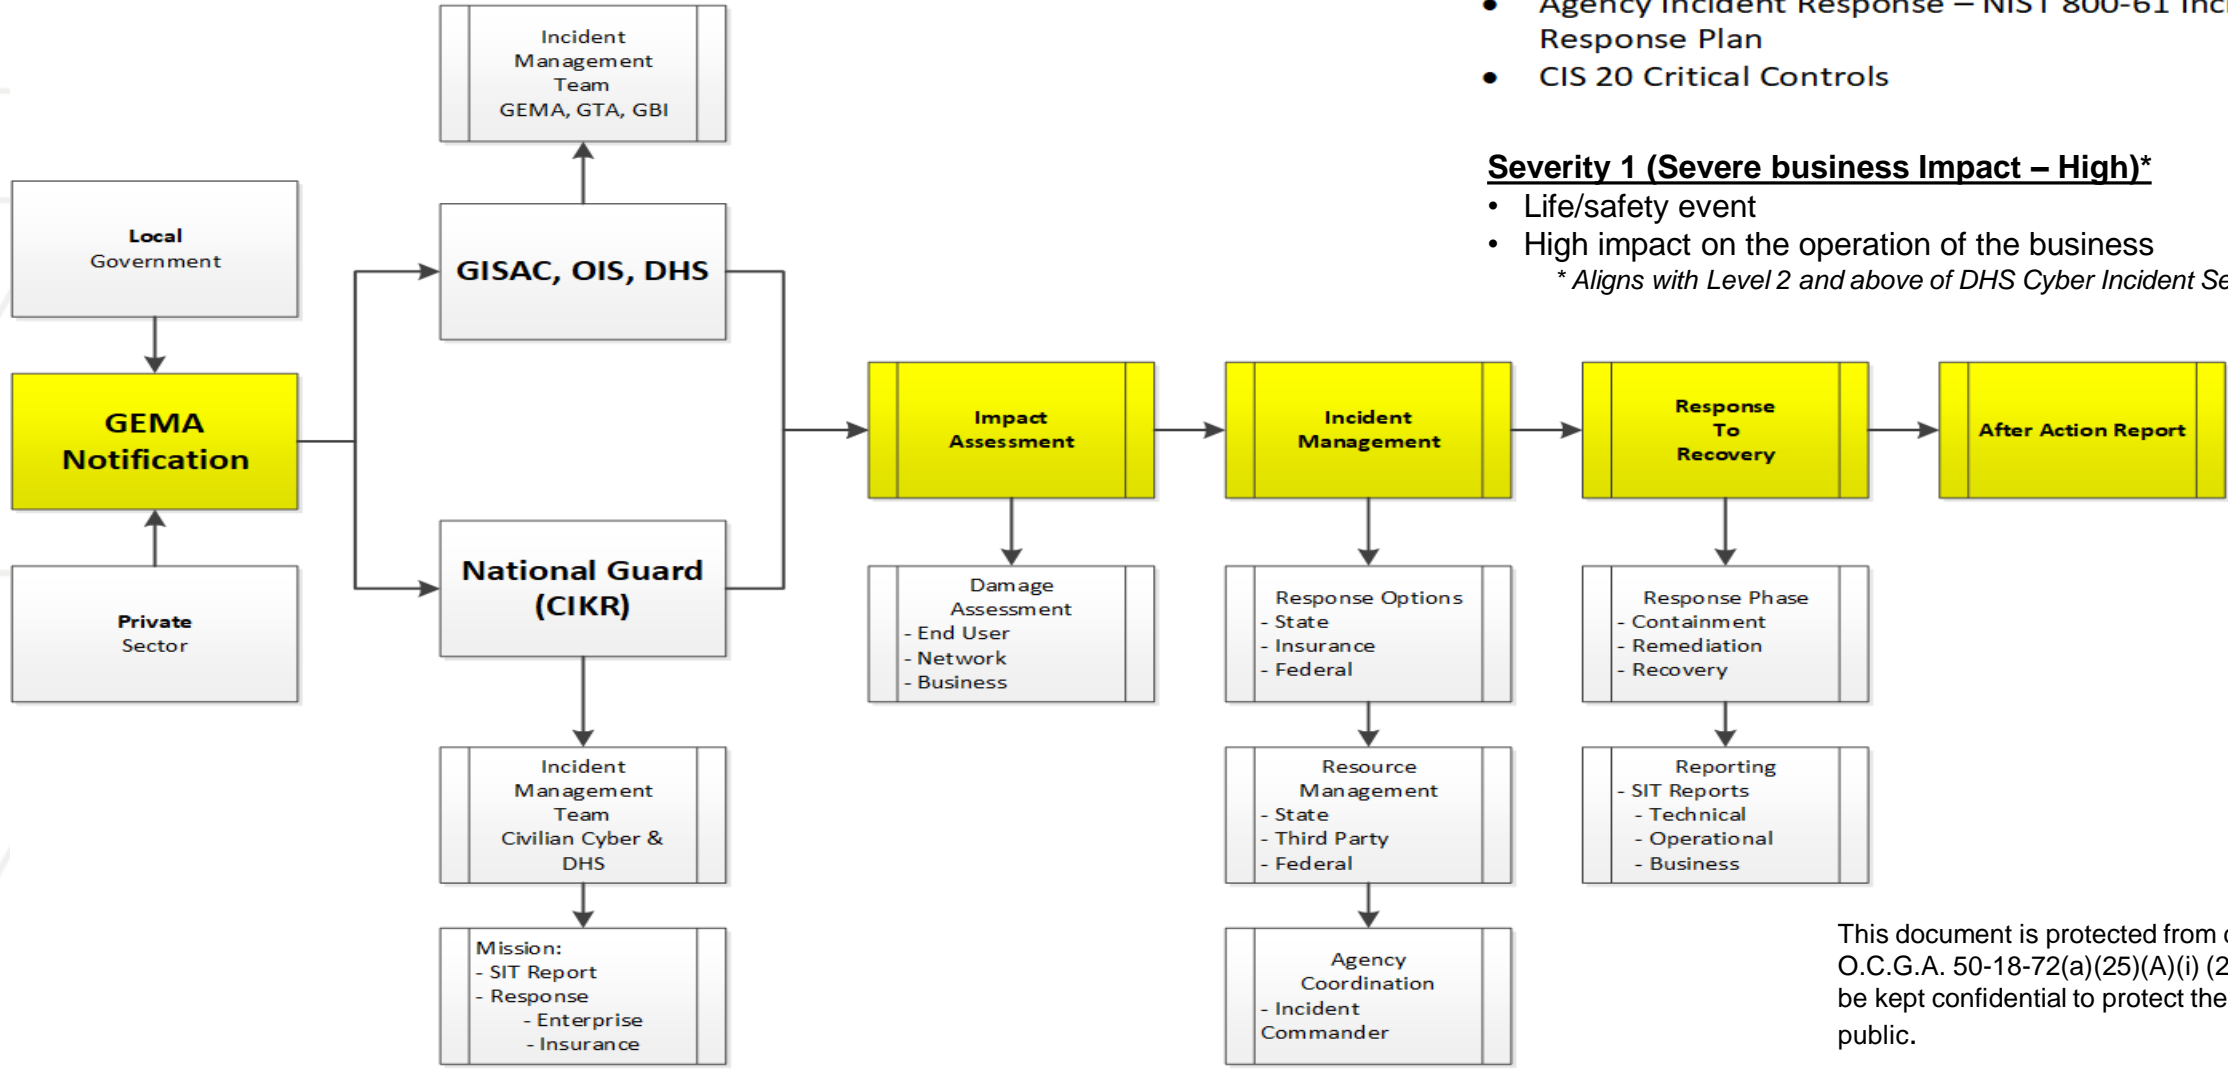 Incident
Management
Team
GEMA, GTA, GBI
Agency Incident Response – NIST 800-61
Response Plan
CIS 20 Critical Controls
Severity 1 (Severe business Impact – High)*
• Life/safety event
• High impact on the operation of the business
* Aligns with Level 2 and above of DHS Cyber Incident
Local
Government
GISAC, OIS, DHS
GEMA
Notification
Private
Sector
National Guard
(CIKR)
Incident
Management
Team
Civilian Cyber &
DHS
Mission:
- SIT Report
- Response
- Enterprise
- Insurance
Impact
Assessment
Damage
Assessment
- End User
- Network
- Business
Incident
Management
Response Options
- State
- Insurance
- Federal
Resource
Management
- State
- Third Party
- Federal
Agency
Coordination
- Incident
Commander
Response
To
Recovery
Response Phase
- Containment
- Remediation
- Recovery
Reporting
- SIT Reports
- Technical
- Operational
- Business
After Action Report
This document is protected from
O.C.G.A. 50-18-72(a)(25)(A)(i)
be kept confidential to protect the
public.